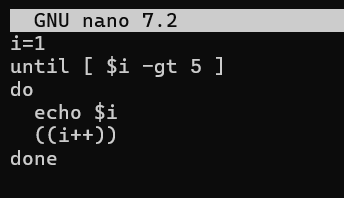 GNU nano 7.2
i=1
until [ $i -gt 5 ]
do
  echo $i
  ((i++))
done